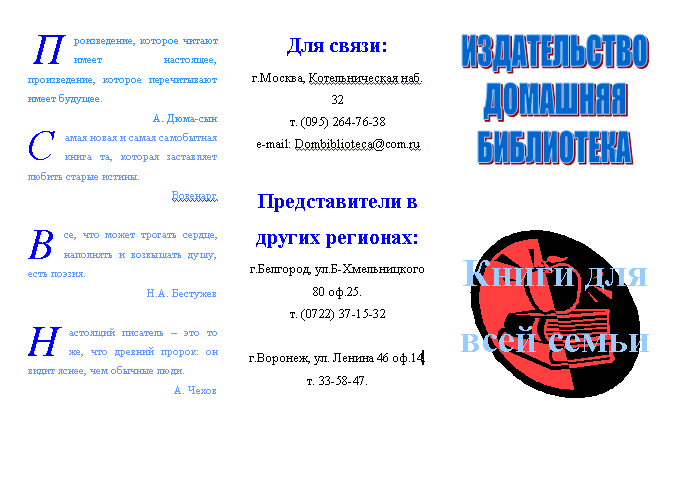 Произведение, которое читают
имеет настоящее,
произведение, которое перечитывают
имеет будущее.
А. Дюма-сын
Самая новая и самая самобытная
книга та, которая заставляет
любить старые истины.
Вовенарг
Все, что может трогать сердце,
наполнять и возвышать душу,
есть поэзия.
Н.А. Бестужев
Настоящий писатель – это то
же, что древний пророк: он
видит яснее, чем обычные люди.
А. Чехов
Для связи:
г.Москва, Котельническая наб.
32
т. (095) 264-76-38
e-mail: Dombiblioteca@com.ru
Представители в
других регионах:
г.Белгород, ул.Б-Хмельницкого
80 оф.25.
т. (0722) 37-15-32
г.Воронеж, ул. Ленина 46 оф.14
т. 33-58-47.
ИЗДАТЕЛЬСТВО
ДОМАШНЯЯ
БИБЛИОТЕКА
Книги для
всей семьи